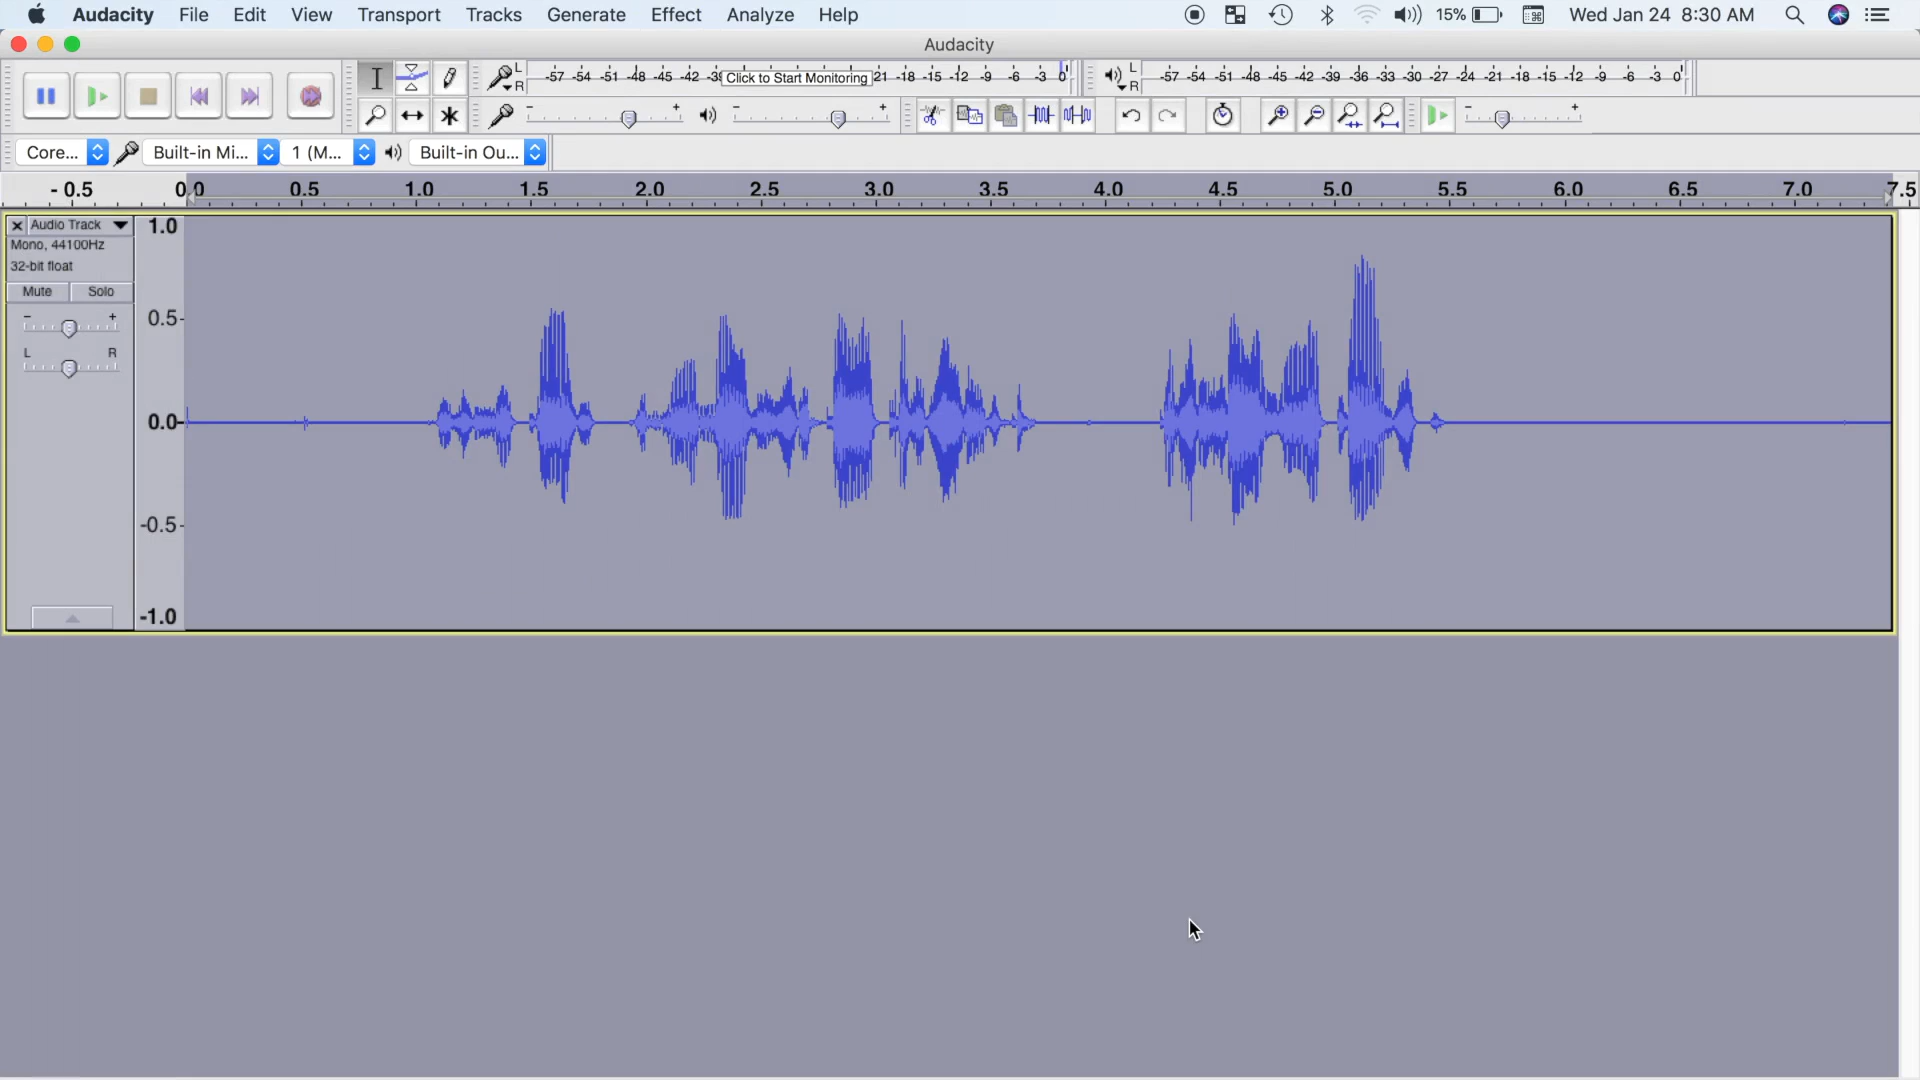 Audacity File Edit View Transport Tracks Generate Effect Analyze Help 15% Wed Jan 24 8:30 AM
Audacity
L R -57 -54 -51 -48 -45 -42 -39 Click to Start Monitoring 21 -18 -15 -12 -9 -6 -3 0 L R -57 -54 -51 -48 -45 -42 -39 -36 -33 -30 -27 -24 -21 -18 -15 -12 -9 -6 -3 0
- + - + - +
Core... Built-in Mi... 1 (M... Built-in Ou...
- 0.5 0.0 0.5 1.0 1.5 2.0 2.5 3.0 3.5 4.0 4.5 5.0 5.5 6.0 6.5 7.0 7.5
Audio Track 1.0
Mono, 44100Hz
32-bit float
Mute Solo
- + 0.5
L R
0.0
-0.5
-1.0